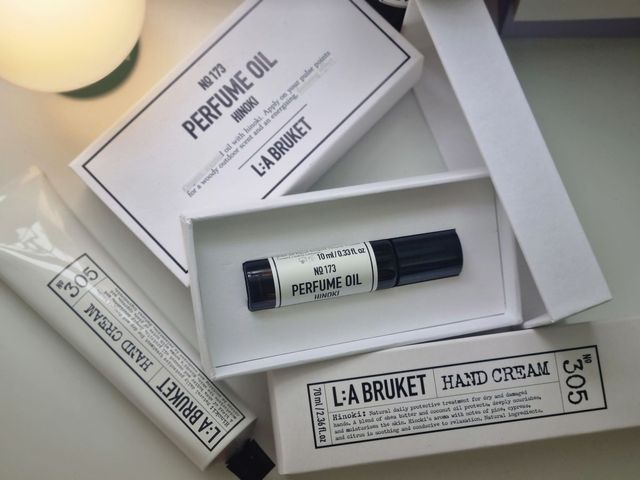 No 173
PERFUME OIL
HINOKI
oil with hinoki. Apply on your pulse points
for a woody outdoor scent and an energising,
L:A BRUKET
10 ml / 0.33 fl. oz
No 173
PERFUME OIL
HINOKI
No 305
HAND CREAM
L:A BRUKET
70 ml / 2.36 fl. oz
L:A BRUKET
HAND CREAM
No 305
Hinoki: Natural daily protective treatment for dry and damaged
hands. A blend of shea butter and coconut oil protects, deeply nourishes,
and moisturises the skin. Hinoki's aroma with notes of pine, cypress,
and citrus is soothing and conducive to relaxation. Natural ingredients.